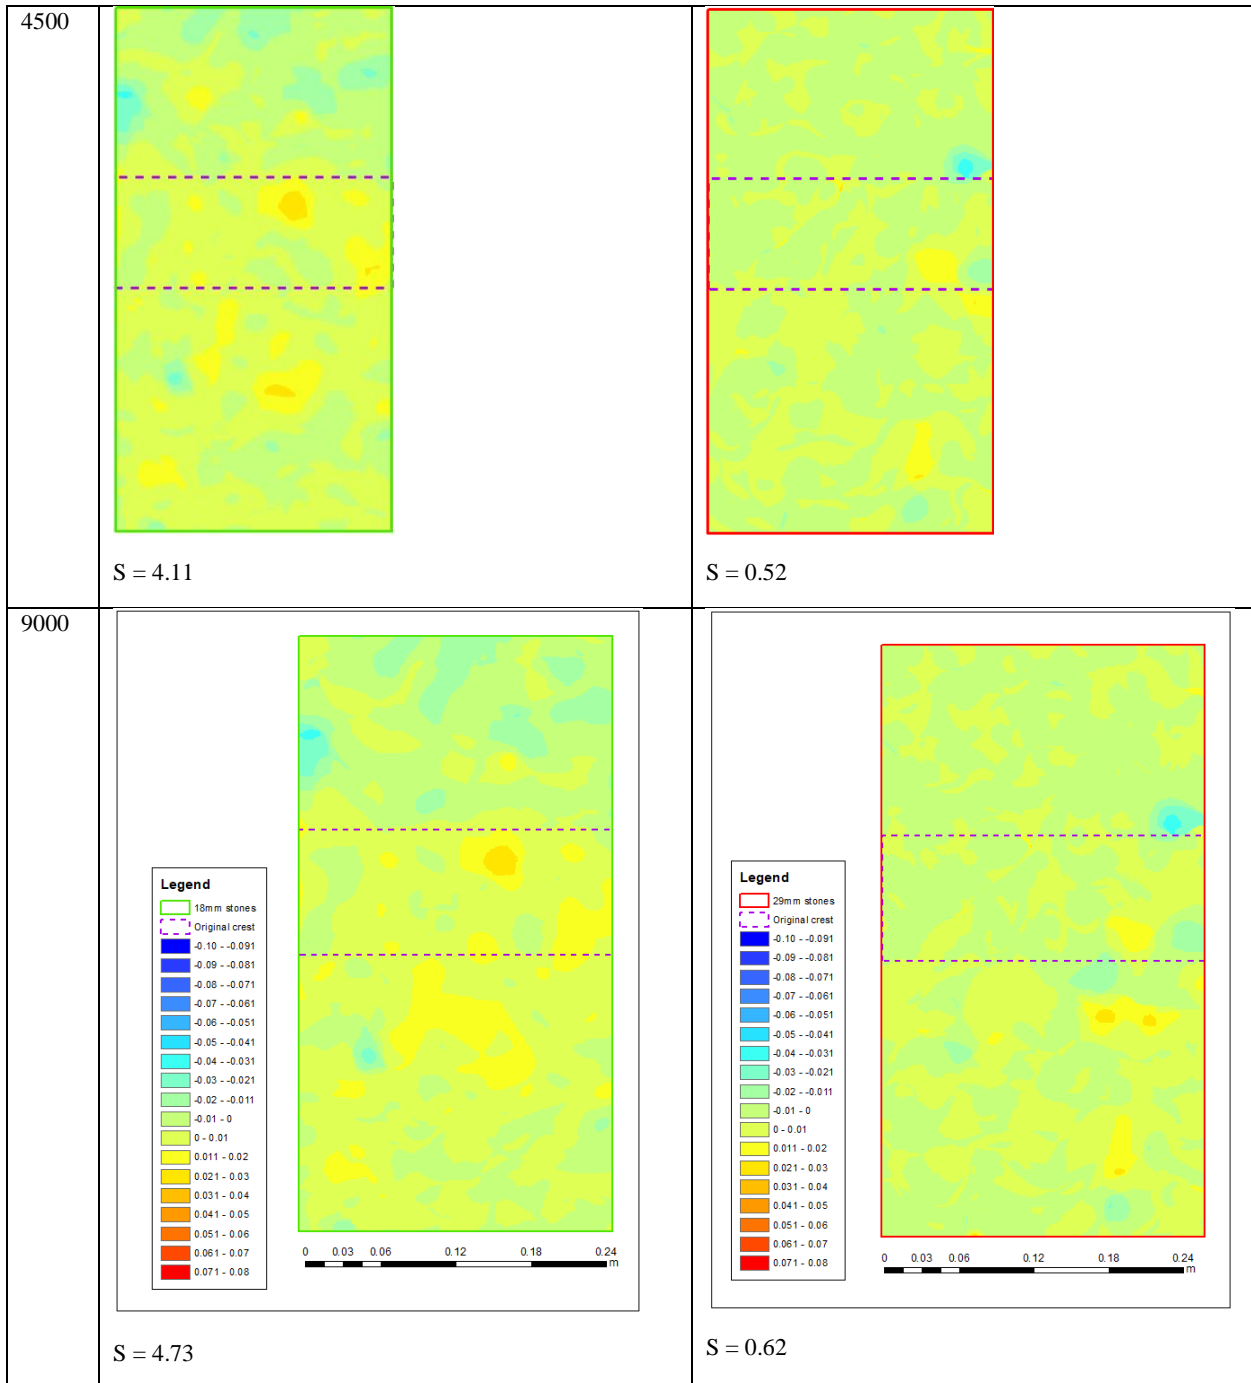 4500
S = 4.11
S = 0.52
9000
Legend
18mm stones
Original crest
-0.10 - -0.091
-0.09 - -0.081
-0.08 - -0.071
-0.07 - -0.061
-0.06 - -0.051
-0.05 - -0.041
-0.04 - -0.031
-0.03 - -0.021
-0.02 - -0.011
-0.01 - 0
0 - 0.01
0.011 - 0.02
0.021 - 0.03
0.031 - 0.04
0.041 - 0.05
0.051 - 0.06
0.061 - 0.07
0.071 - 0.08
0 0.03 0.06 0.12 0.18 0.24
m
S = 4.73
Legend
29mm stones
Original crest
-0.10 - -0.091
-0.09 - -0.081
-0.08 - -0.071
-0.07 - -0.061
-0.06 - -0.051
-0.05 - -0.041
-0.04 - -0.031
-0.03 - -0.021
-0.02 - -0.011
-0.01 - 0
0 - 0.01
0.011 - 0.02
0.021 - 0.03
0.031 - 0.04
0.041 - 0.05
0.051 - 0.06
0.061 - 0.07
0.071 - 0.08
0 0.03 0.06 0.12 0.18 0.24
m
S = 0.62